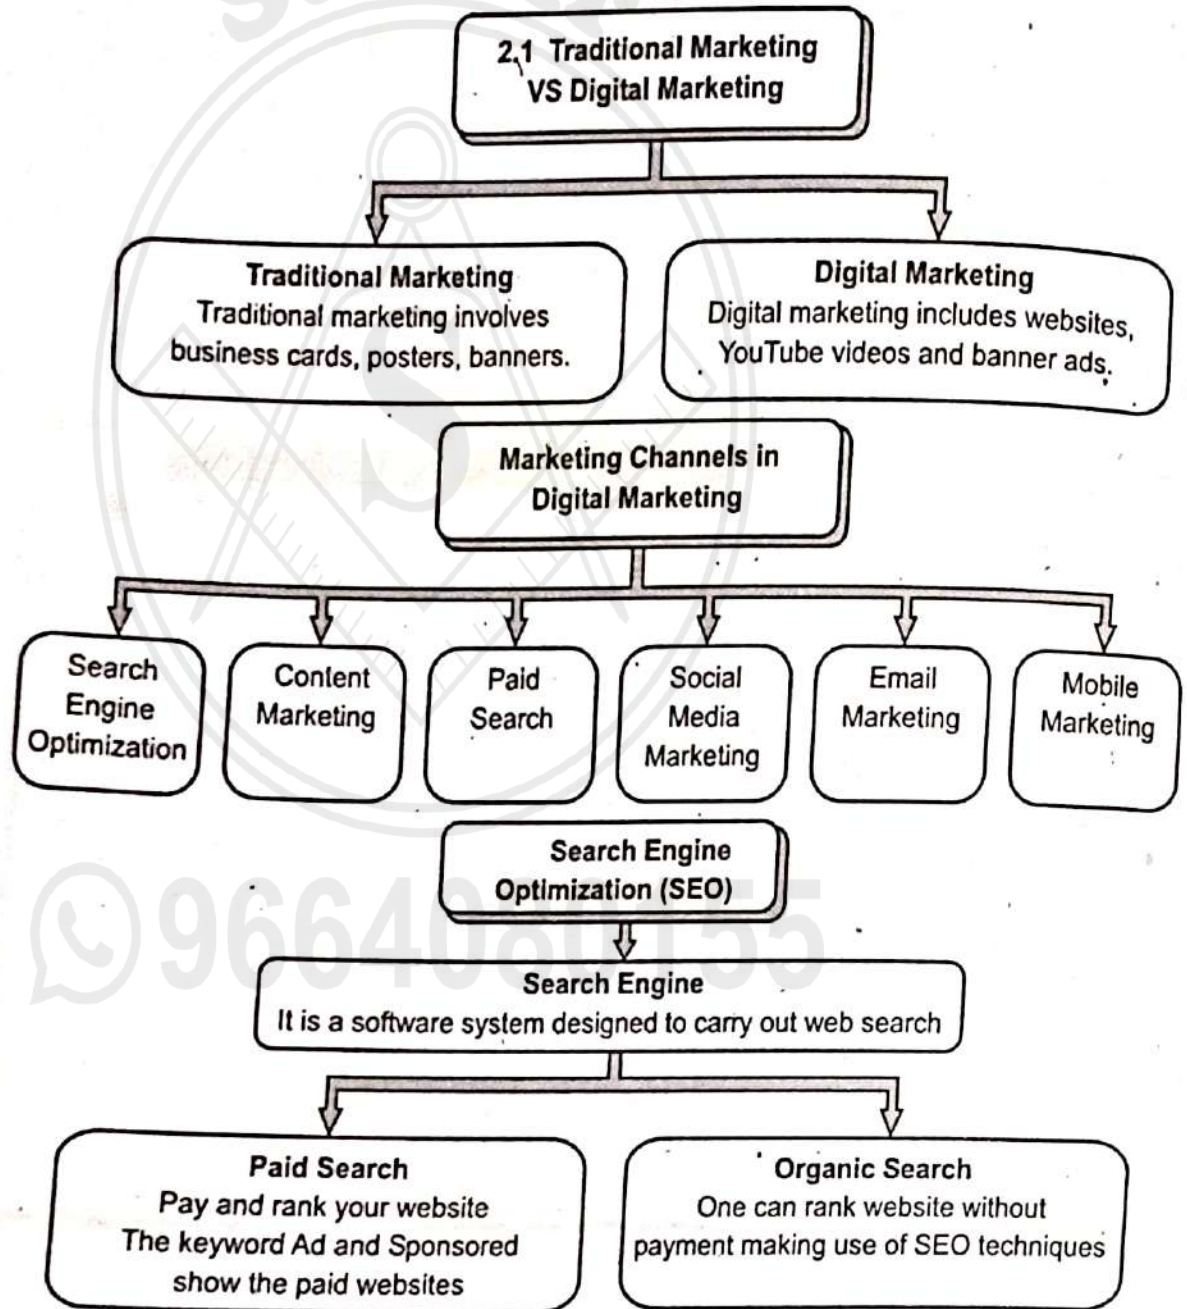 2.1 Traditional Marketing
VS Digital Marketing
Traditional Marketing
Traditional marketing involves
business cards, posters, banners.
Digital Marketing
Digital marketing includes websites,
YouTube videos and banner ads.
Marketing Channels in
Digital Marketing
Search
Engine
Optimization
Content
Marketing
Paid
Search
Social
Media
Marketing
Email
Marketing
Mobile
Marketing
Search Engine
Optimization (SEO)
9664080155
Search Engine
It is a software system designed to carry out web search
Paid Search
Pay and rank your website
The keyword Ad and Sponsored
show the paid websites
Organic Search
One can rank website without
payment making use of SEO techniques